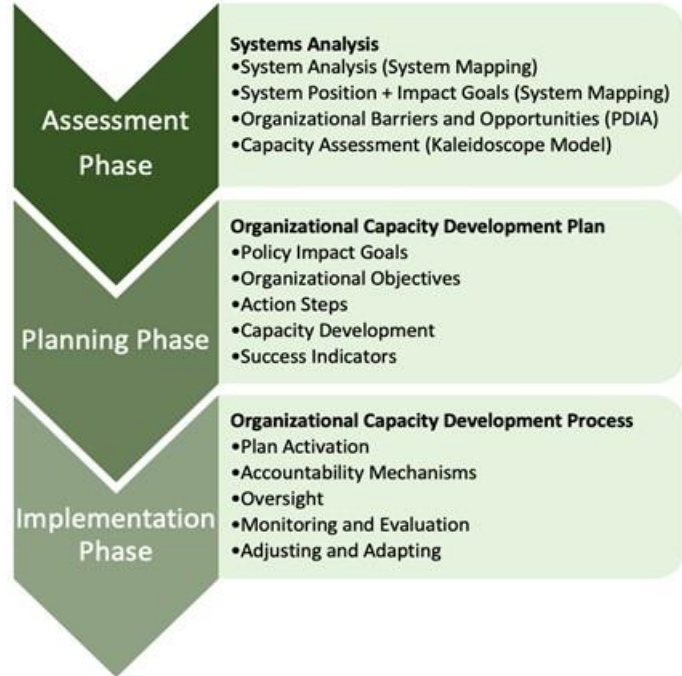 Assessment
Phase
Systems Analysis
•System Analysis (System Mapping)
•System Position + Impact Goals (System Mapping)
•Organizational Barriers and Opportunities (PDIA)
•Capacity Assessment (Kaleidoscope Model)
Planning Phase
Organizational Capacity Development Plan
•Policy Impact Goals
•Organizational Objectives
•Action Steps
•Capacity Development
•Success Indicators
Implementation
Phase
Organizational Capacity Development Process
•Plan Activation
•Accountability Mechanisms
•Oversight
•Monitoring and Evaluation
•Adjusting and Adapting